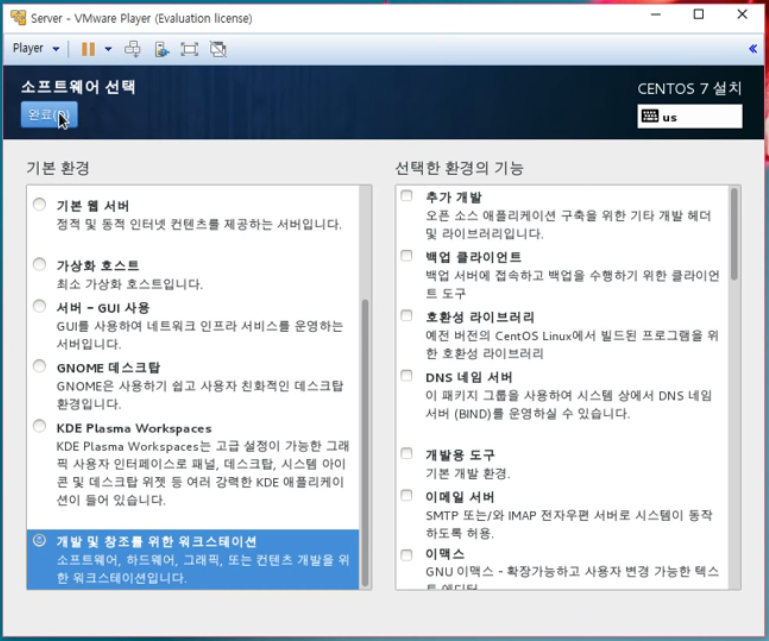 Server - VMware Player (Evaluation license)
Player
소프트웨어 선택
CENTOS 7 설치
us
기본 환경
기본 웹 서버
정적 및 동적 인터넷 컨텐츠를 제공하는 서버입니다.
가상화 호스트
최소 가상화 호스트입니다.
서버 - GUI 사용
GUI를 사용하여 네트워크 인프라 서비스를 운영하는
서버입니다.
GNOME 데스크탑
GNOME은 사용하기 쉽고 사용자 친화적인 데스크탑
환경입니다.
KDE Plasma Workspaces
KDE Plasma Workspaces는 고급 설정이 가능한 그래
픽 사용자 인터페이스로 패널, 데스크탑, 시스템 아이
콘 및 데스크탑 위젯 등 여러 강력한 KDE 애플리케이
션이 들어 있습니다.
개발 및 창조를 위한 워크스테이션
소프트웨어, 하드웨어, 그래픽, 또는 컨텐츠 개발을 위
한 워크스테이션입니다.
선택한 환경의 기능
추가 개발
오픈 소스 애플리케이션 구축을 위한 기타 개발 헤더
및 라이브러리입니다.
백업 클라이언트
백업 서버에 접속하고 백업을 수행하기 위한 클라이언
트 도구
호환성 라이브러리
예전 버전의 CentOS Linux에서 빌드된 프로그램을 위
한 호환성 라이브러리
DNS 네임 서버
이 패키지 그룹을 사용하여 시스템 상에서 DNS 네임
서버 (BIND)를 운영하실 수 있습니다.
개발용 도구
기본 개발 환경.
이메일 서버
SMTP 또는/와 IMAP 전자우편 서버로 시스템이 동작
하도록 허용.
이맥스
GNU 이맥스 - 확장가능하고 사용자 변경 가능한 텍스